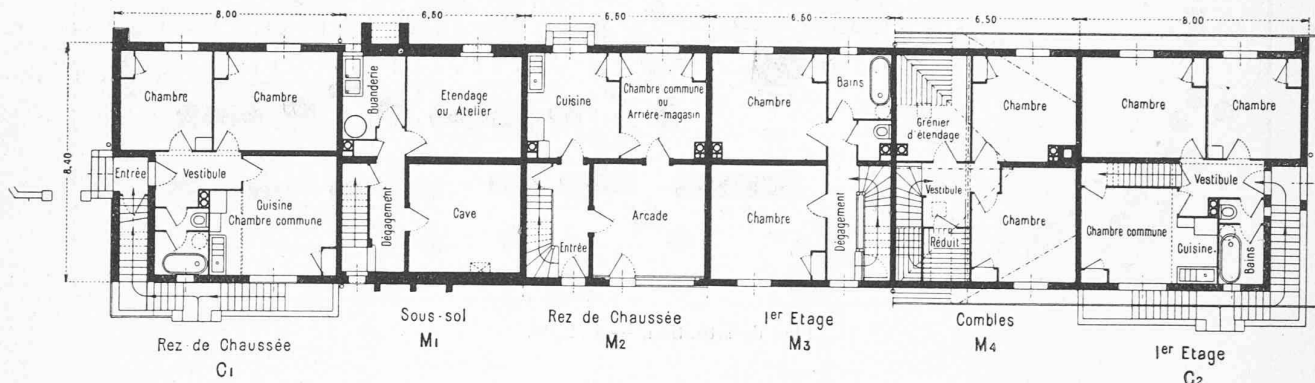 8,00
6,50
6,50
6,50
6,50
8,00
8,40
Chambre
Chambre
Entrée
Vestibule
Cuisine
Chambre commune
Buanderie
Etendage
ou Atelier
Dégagement
Cave
Cuisine
Chambre commune
ou
Arrière-magasin
Entrée
Arcade
Chambre
Bains
Chambre
Dégagement
Grénier
d'étendage
Chambre
Vestibule
Réduit
Chambre
Chambre
Chambre
Vestibule
Chambre commune
Cuisine
Bains
Rez de Chaussée
C1
Sous-sol
M1
Rez de Chaussée
M2
1er Etage
M3
Combles
M4
1er Etage
C2